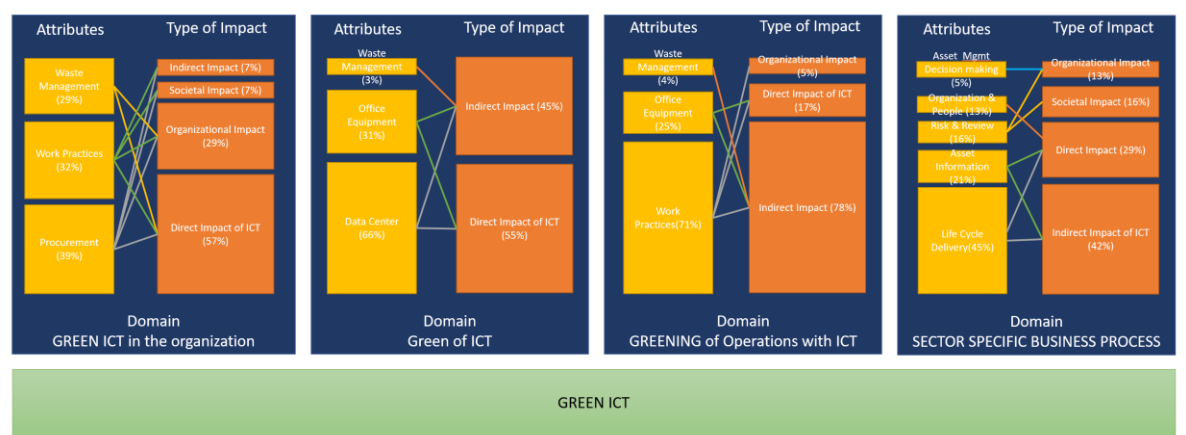 Attributes
Type of Impact
Waste
Management
(29%)
Work Practices
(32%)
Procurement
(39%)
Indirect Impact (7%)
Societal Impact (7%)
Organizational Impact
(29%)
Direct Impact of ICT
(57%)
Domain
GREEN ICT in the organization
Attributes
Type of Impact
Waste
Management
(3%)
Office
Equipment
(31%)
Data Center
(66%)
Indirect Impact (45%)
Direct Impact of ICT
(55%)
Domain
Green of ICT
Attributes
Type of Impact
Waste
Management
(4%)
Office
Equipment
(25%)
Work
Practices(71%)
Organizational Impact
(5%)
Direct Impact of ICT
(17%)
Indirect Impact (78%)
Domain
GREENING of Operations with ICT
Attributes
Type of Impact
Asset Mgmt
Decision making
(5%)
Organization &
People (13%)
Risk & Review
(16%)
Asset
Information
(21%)
Life Cycle
Delivery(45%)
Organizational Impact
(13%)
Societal Impact (16%)
Direct Impact (29%)
Indirect Impact of ICT
(42%)
Domain
SECTOR SPECIFIC BUSINESS PROCESS
GREEN ICT